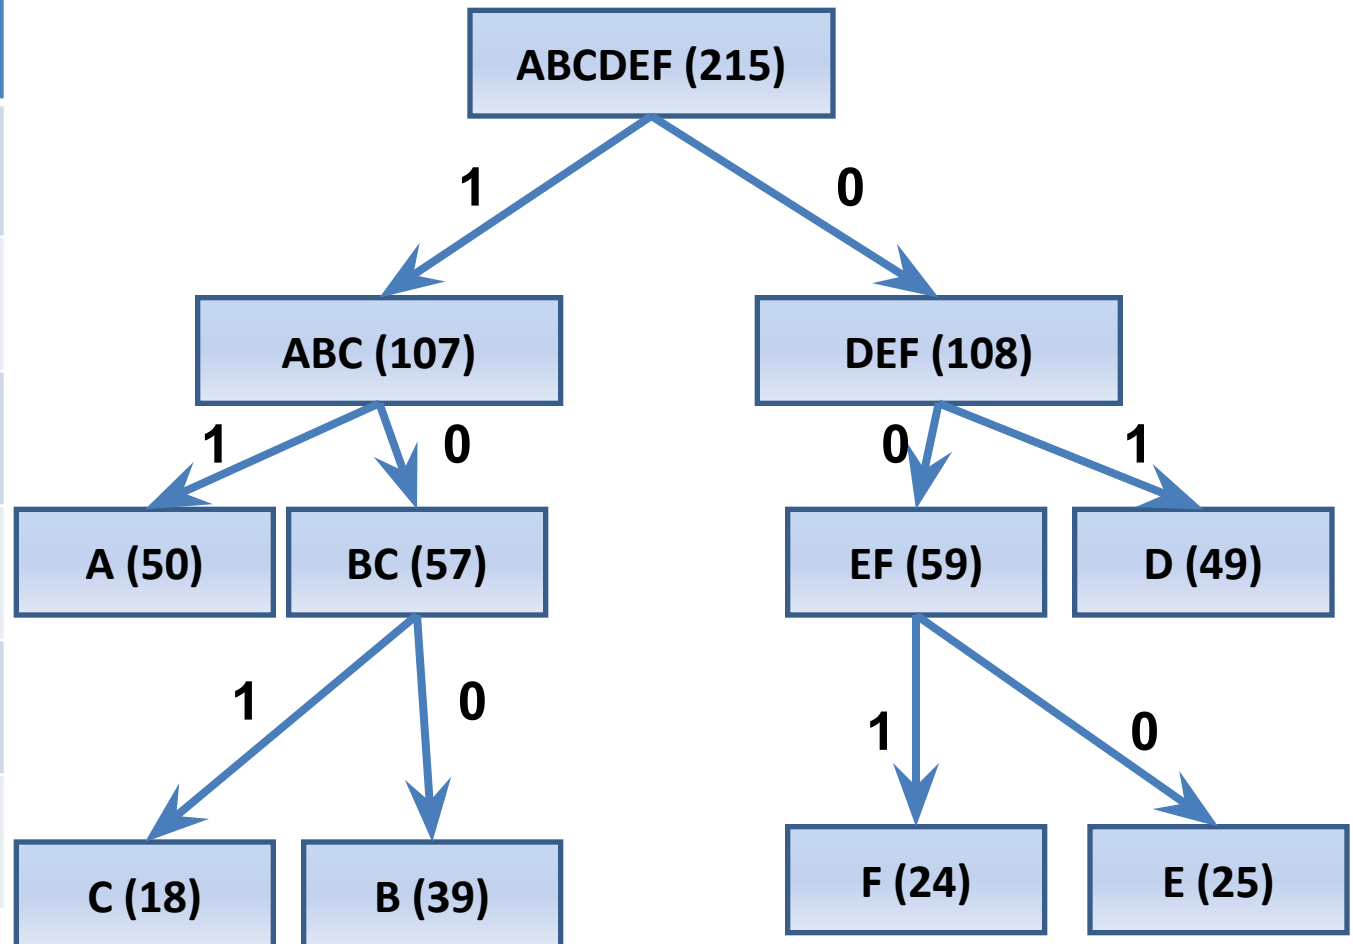 ABCDEF (215)
1 0
ABC (107) DEF (108)
1 0 0 1
A (50) BC (57) EF (59) D (49)
1 0 1 0
C (18) B (39) F (24) E (25)